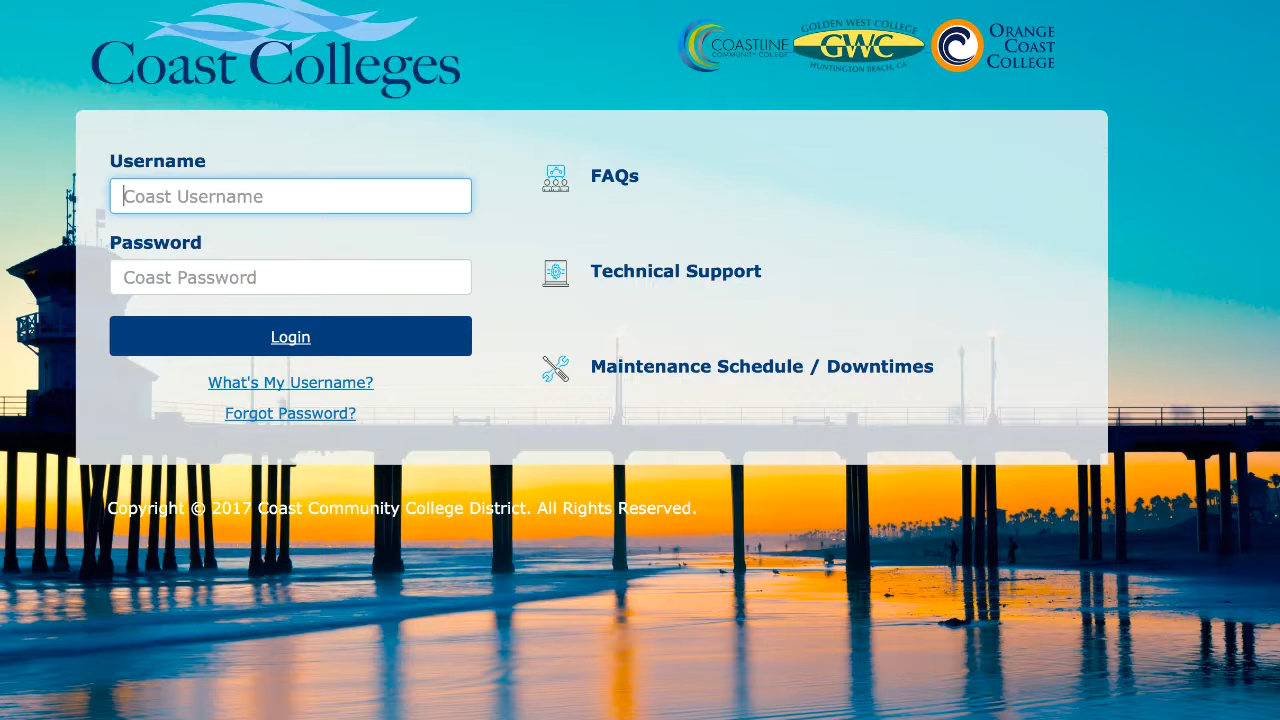 Coast Colleges
COASTLINE
COMMUNITY COLLEGE
GOLDEN WEST COLLEGE
GWC
HUNTINGTON BEACH, CA
ORANGE
COAST
COLLEGE
Username
Coast Username
Password
Coast Password
Login
What's My Username?
Forgot Password?
FAQs
Technical Support
Maintenance Schedule / Downtimes
Copyright © 2017 Coast Community College District. All Rights Reserved.